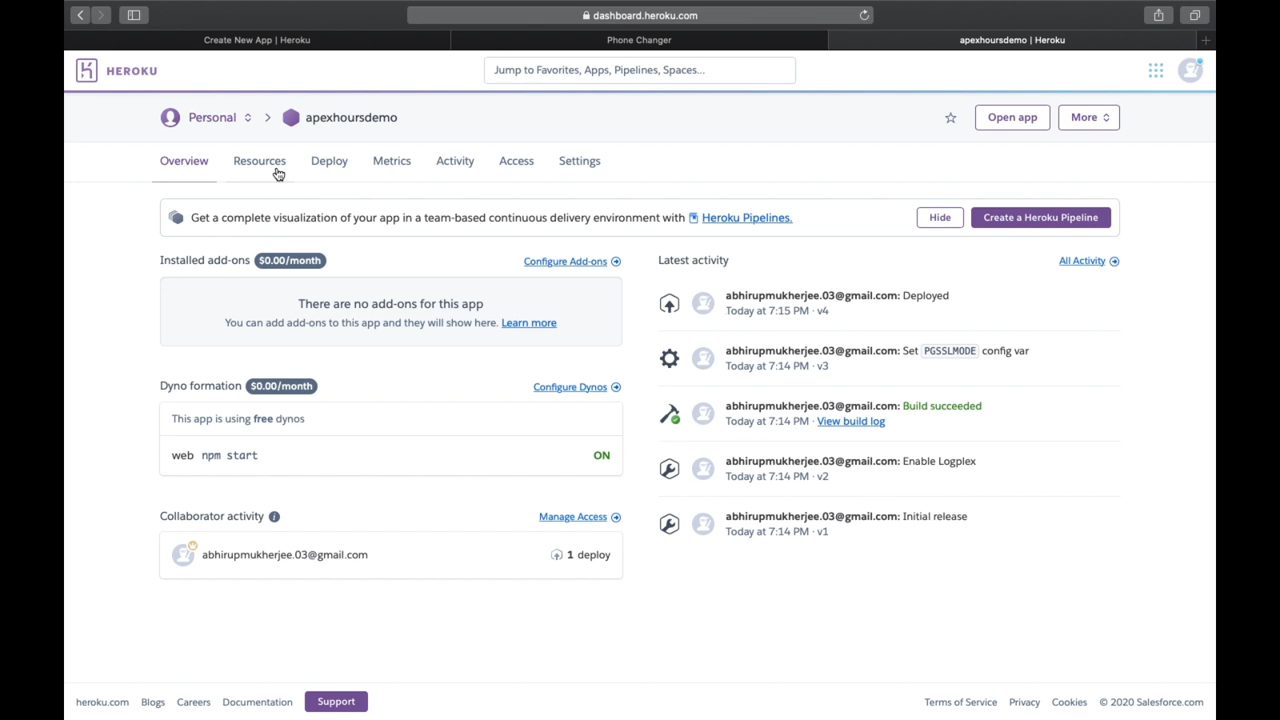 dashboard.heroku.com
Create New App | Heroku
Phone Changer
apexhoursdemo | Heroku
HEROKU
Jump to Favorites, Apps, Pipelines, Spaces...
Personal
apexhoursdemo
Open app
More
Overview
Resources
Deploy
Metrics
Activity
Access
Settings
Get a complete visualization of your app in a team-based continuous delivery environment with Heroku Pipelines.
Hide
Create a Heroku Pipeline
Installed add-ons $0.00/month
Configure Add-ons
There are no add-ons for this app
You can add add-ons to this app and they will show here. Learn more
Dyno formation $0.00/month
Configure Dynos
This app is using free dynos
web npm start
ON
Collaborator activity
Manage Access
abhirupmukherjee.03@gmail.com
1 deploy
Latest activity
All Activity
abhirupmukherjee.03@gmail.com: Deployed
Today at 7:15 PM · v4
abhirupmukherjee.03@gmail.com: Set PGSSLMODE config var
Today at 7:14 PM · v3
abhirupmukherjee.03@gmail.com: Build succeeded
Today at 7:14 PM · View build log
abhirupmukherjee.03@gmail.com: Enable Logplex
Today at 7:14 PM · v2
abhirupmukherjee.03@gmail.com: Initial release
Today at 7:14 PM · v1
heroku.com
Blogs
Careers
Documentation
Support
Terms of Service
Privacy
Cookies
© 2020 Salesforce.com